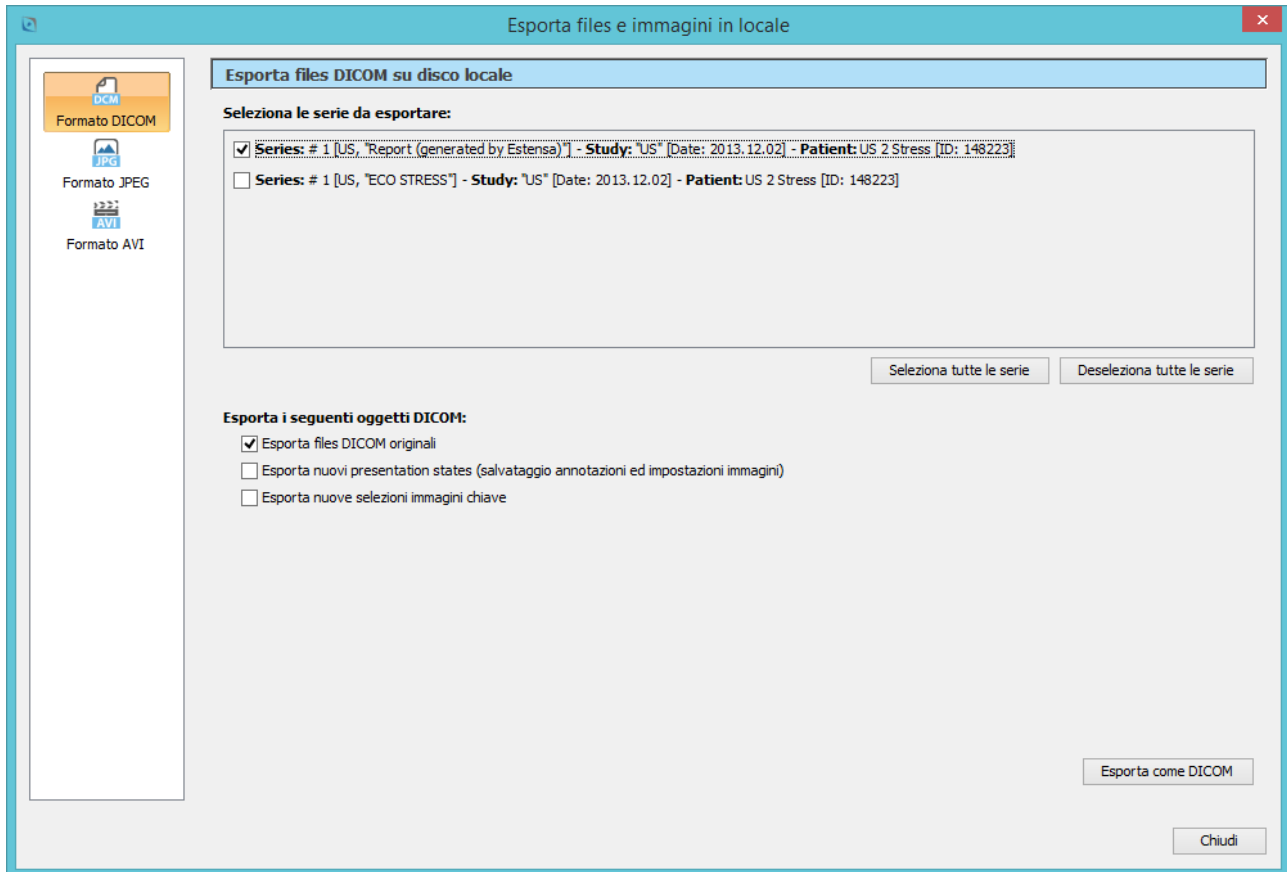 Esporta files e immagini in locale
DCM
Formato DICOM
JPG
Formato JPEG
AVI
Formato AVI
Esporta files DICOM su disco locale
Seleziona le serie da esportare:
Series: # 1 [US, "Report (generated by Estensa)"] - Study: "US" [Date: 2013.12.02] - Patient: US 2 Stress [ID: 148223]
Series: # 1 [US, "ECO STRESS"] - Study: "US" [Date: 2013.12.02] - Patient: US 2 Stress [ID: 148223]
Seleziona tutte le serie
Deseleziona tutte le serie
Esporta i seguenti oggetti DICOM:
Esporta files DICOM originali
Esporta nuovi presentation states (salvataggio annotazioni ed impostazioni immagini)
Esporta nuove selezioni immagini chiave
Esporta come DICOM
Chiudi